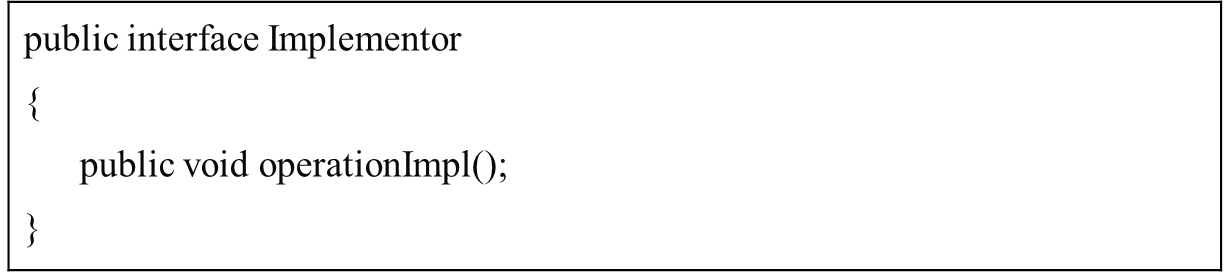 public interface Implementor
{
public void operationImpl();
}